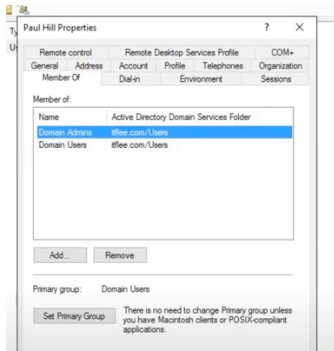 Paul Hill Properties
?
X
Remote control Remote Desktop Services Profile COM+
General Address Account Profile Telephones Organization
Member Of Dial-in Environment Sessions
Member of:
Name Active Directory Domain Services Folder
Domain Admins itflee.com/Users
Domain Users itflee.com/Users
Add... Remove
Primary group: Domain Users
Set Primary Group
There is no need to change Primary group unless
you have Macintosh clients or POSIX-compliant
applications.